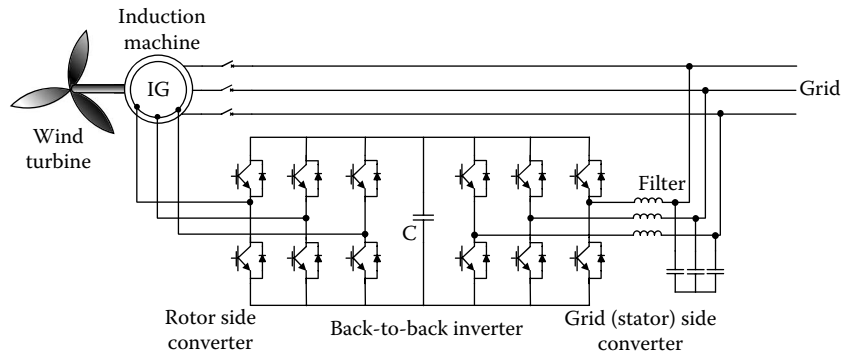 Induction
machine
IG
Grid
Wind
turbine
Filter
C
Rotor side
converter
Back-to-back inverter
Grid (stator) side
converter